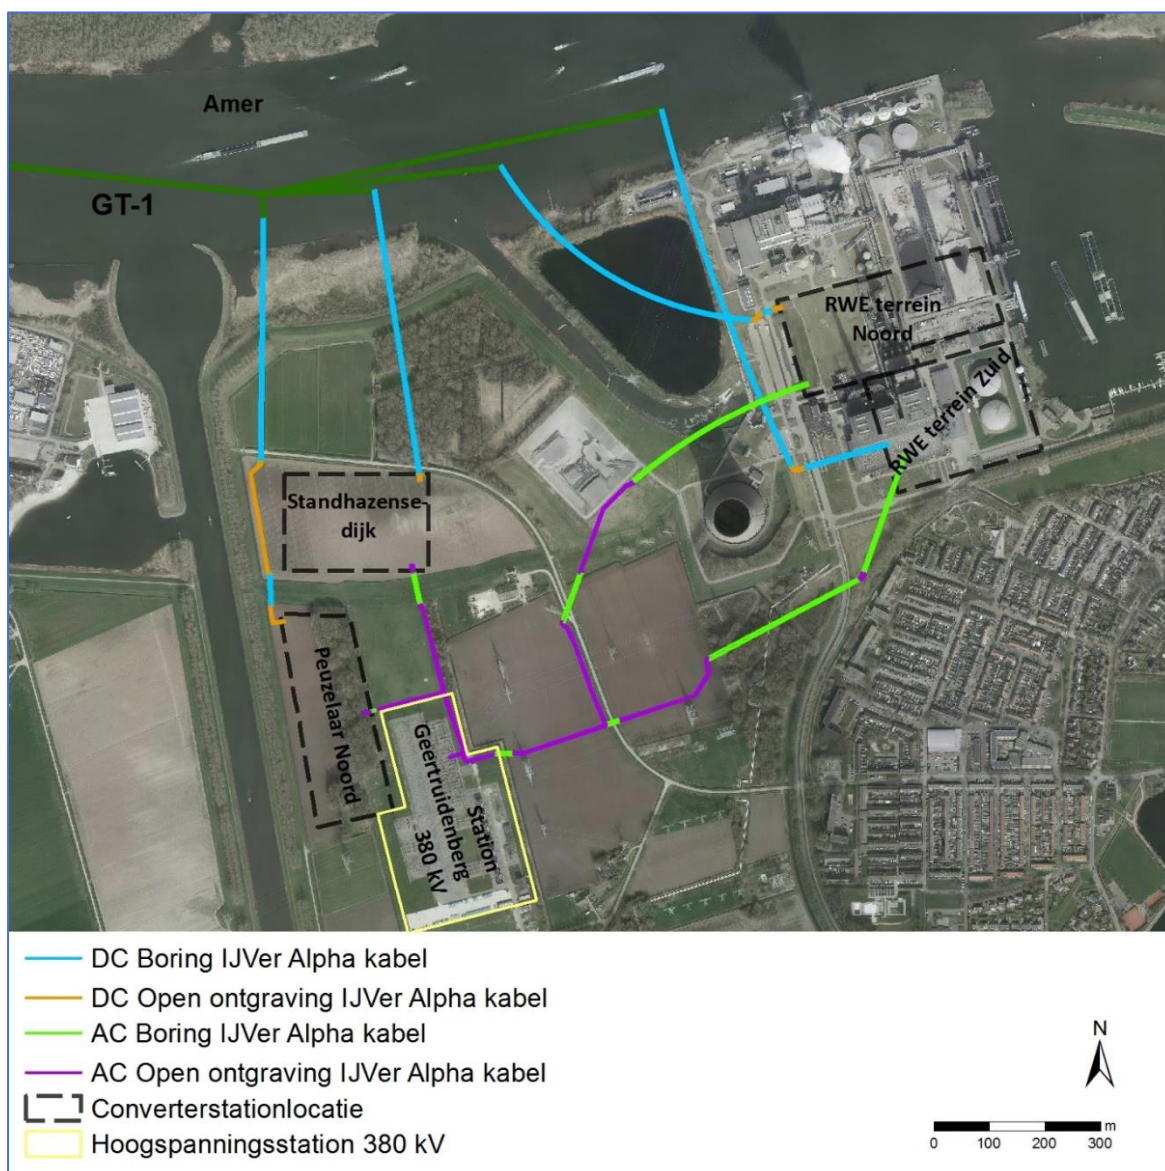 Amer
GT-1
RWE terrein
Noord
RWE terrein Zuid
Standhazense-
dijk
Peuzelaar Noord
Station
Geertruidenberg
380 kV
DC Boring IJVer Alpha kabel
DC Open ontgraving IJVer Alpha kabel
AC Boring IJVer Alpha kabel
AC Open ontgraving IJVer Alpha kabel
Converterstationlocatie
Hoogspanningsstation 380 kV
N
m
0 100 200 300